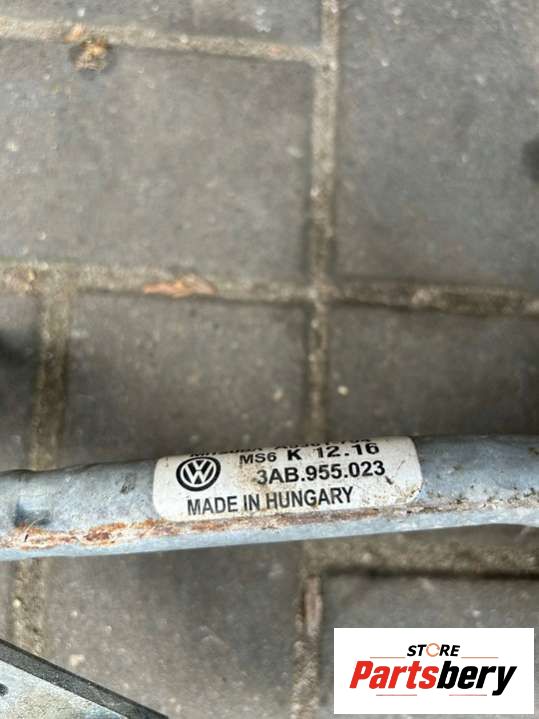 MS6 K 12.16
3AB.955.023
MADE IN HUNGARY
STORE
Partsbery